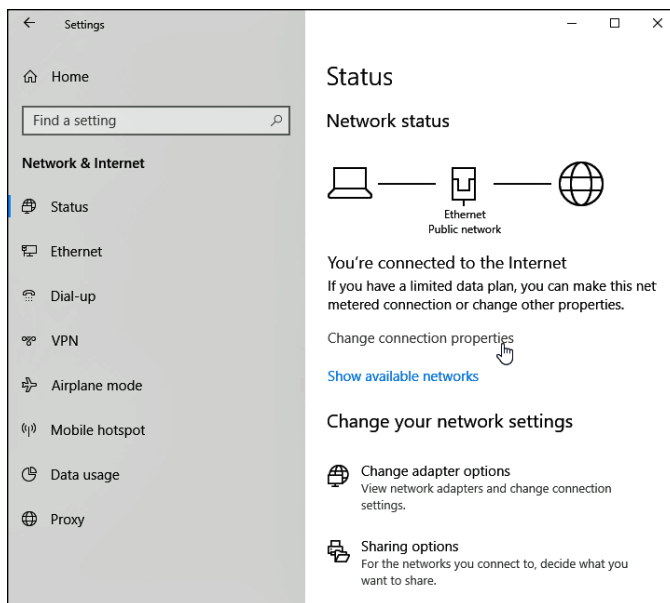 Settings
Home
Find a setting
Network & Internet
Status
Ethernet
Dial-up
VPN
Airplane mode
Mobile hotspot
Data usage
Proxy
Status
Network status
Ethernet
Public network
You're connected to the Internet
If you have a limited data plan, you can make this net
metered connection or change other properties.
Change connection properties
Show available networks
Change your network settings
Change adapter options
View network adapters and change connection
settings.
Sharing options
For the networks you connect to, decide what you
want to share.